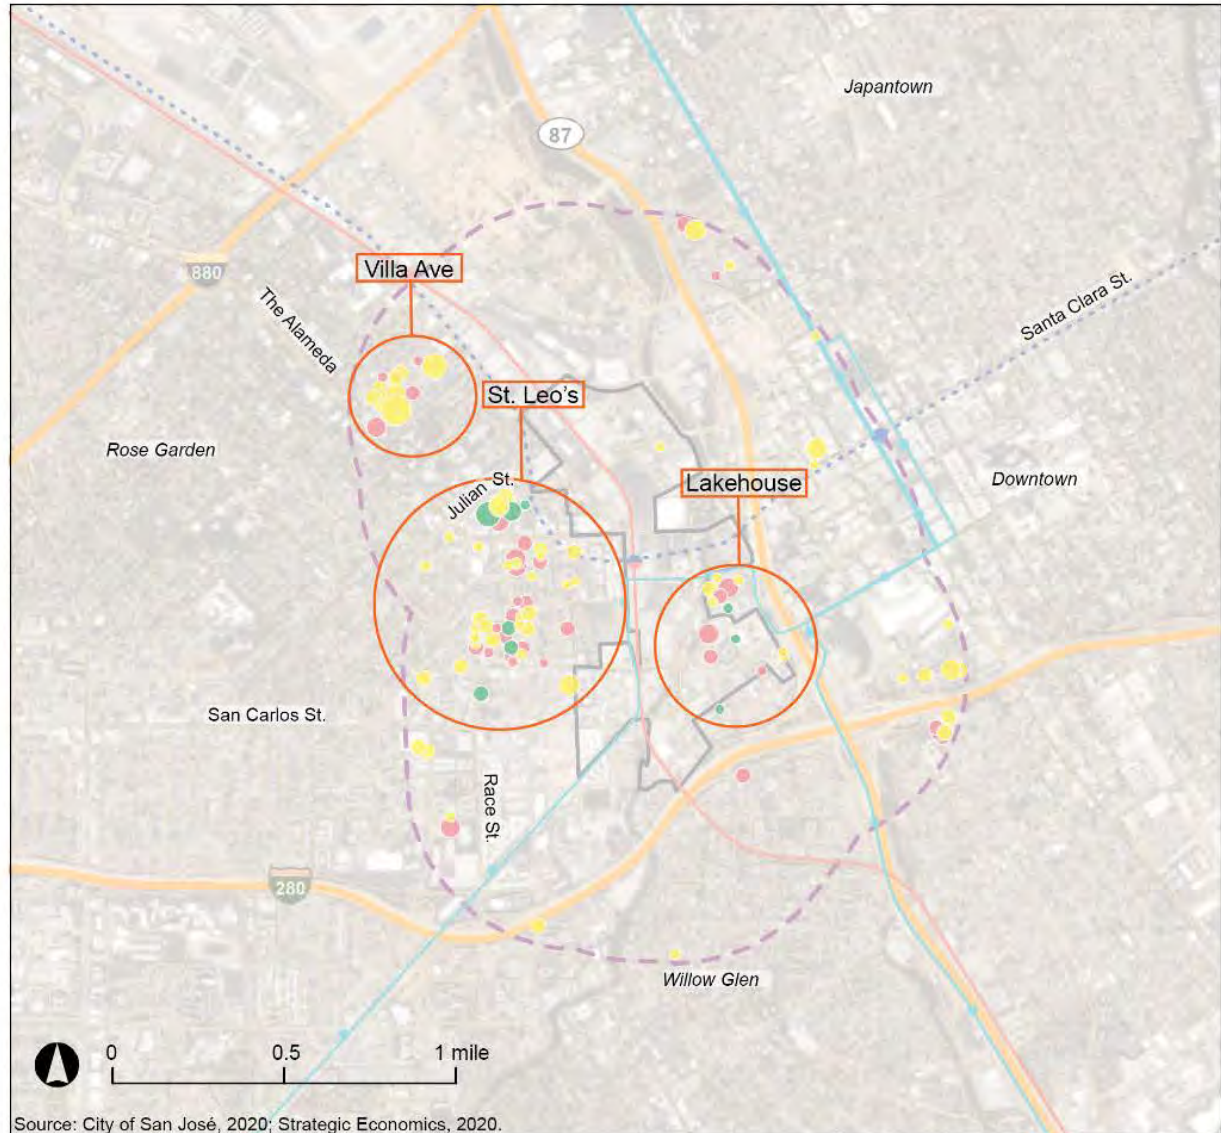 Japantown
87
Villa Ave
880
The Alameda
Santa Clara St.
St. Leo's
Rose Garden
Julian St.
Lakehouse
Downtown
San Carlos St.
Race St.
280
Willow Glen
0 0.5 1 mile
Source: City of San José, 2020; Strategic Economics, 2020.